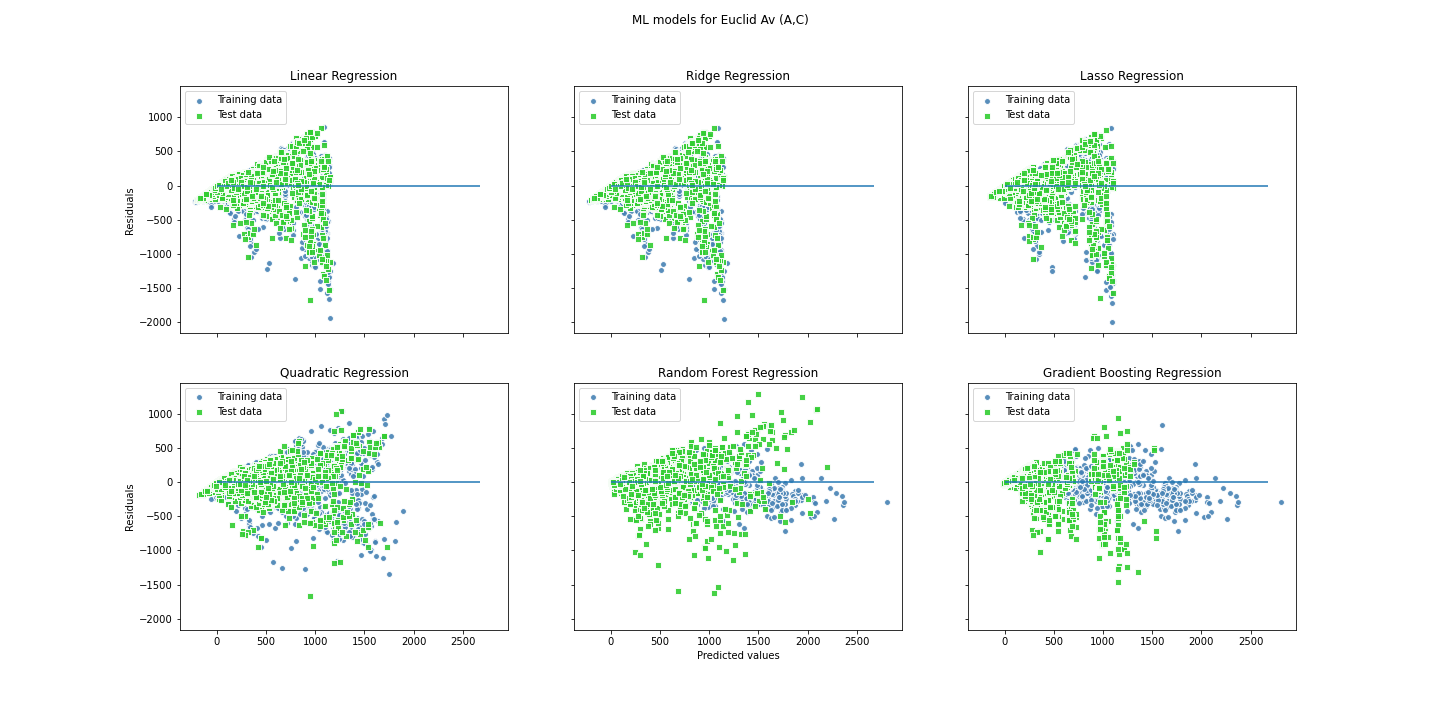 ML models for Euclid Av (A,C)
Linear Regression
Training data
Test data
1000
500
0
−500
−1000
−1500
−2000
Residuals
Ridge Regression
Training data
Test data
Lasso Regression
Training data
Test data
Quadratic Regression
Training data
Test data
1000
500
0
−500
−1000
−1500
−2000
Residuals
0 500 1000 1500 2000 2500
Random Forest Regression
Training data
Test data
0 500 1000 1500 2000 2500
Predicted values
Gradient Boosting Regression
Training data
Test data
0 500 1000 1500 2000 2500